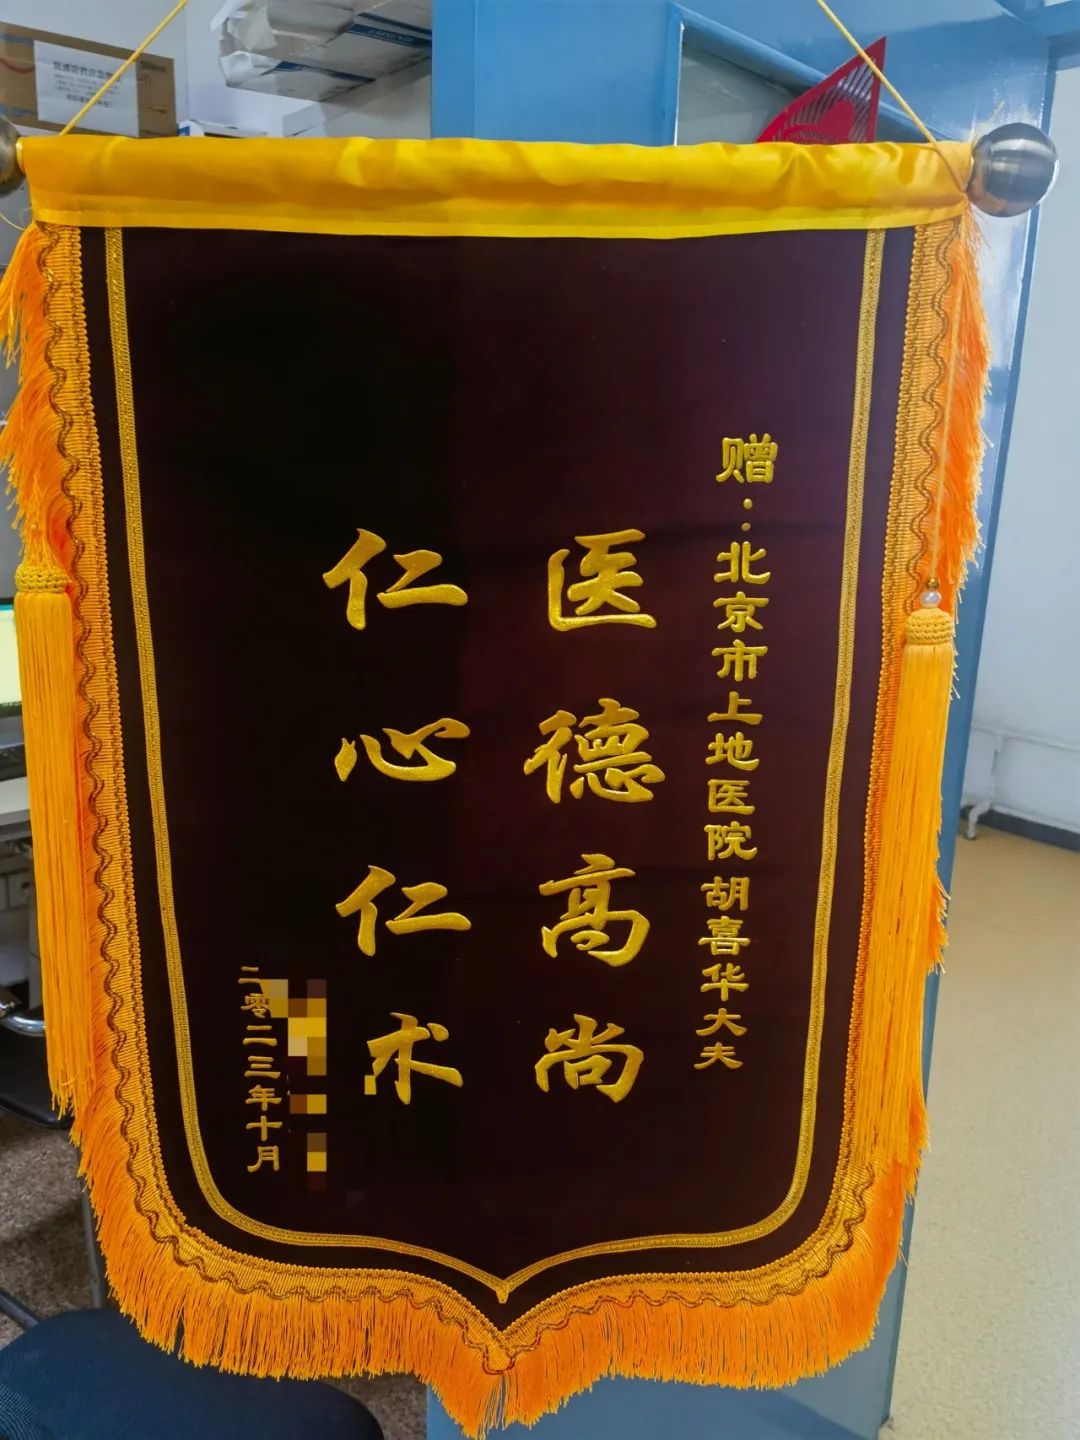 赠：北京市上地医院胡喜华大夫
医德高尚
仁心仁术
二零二三年十月